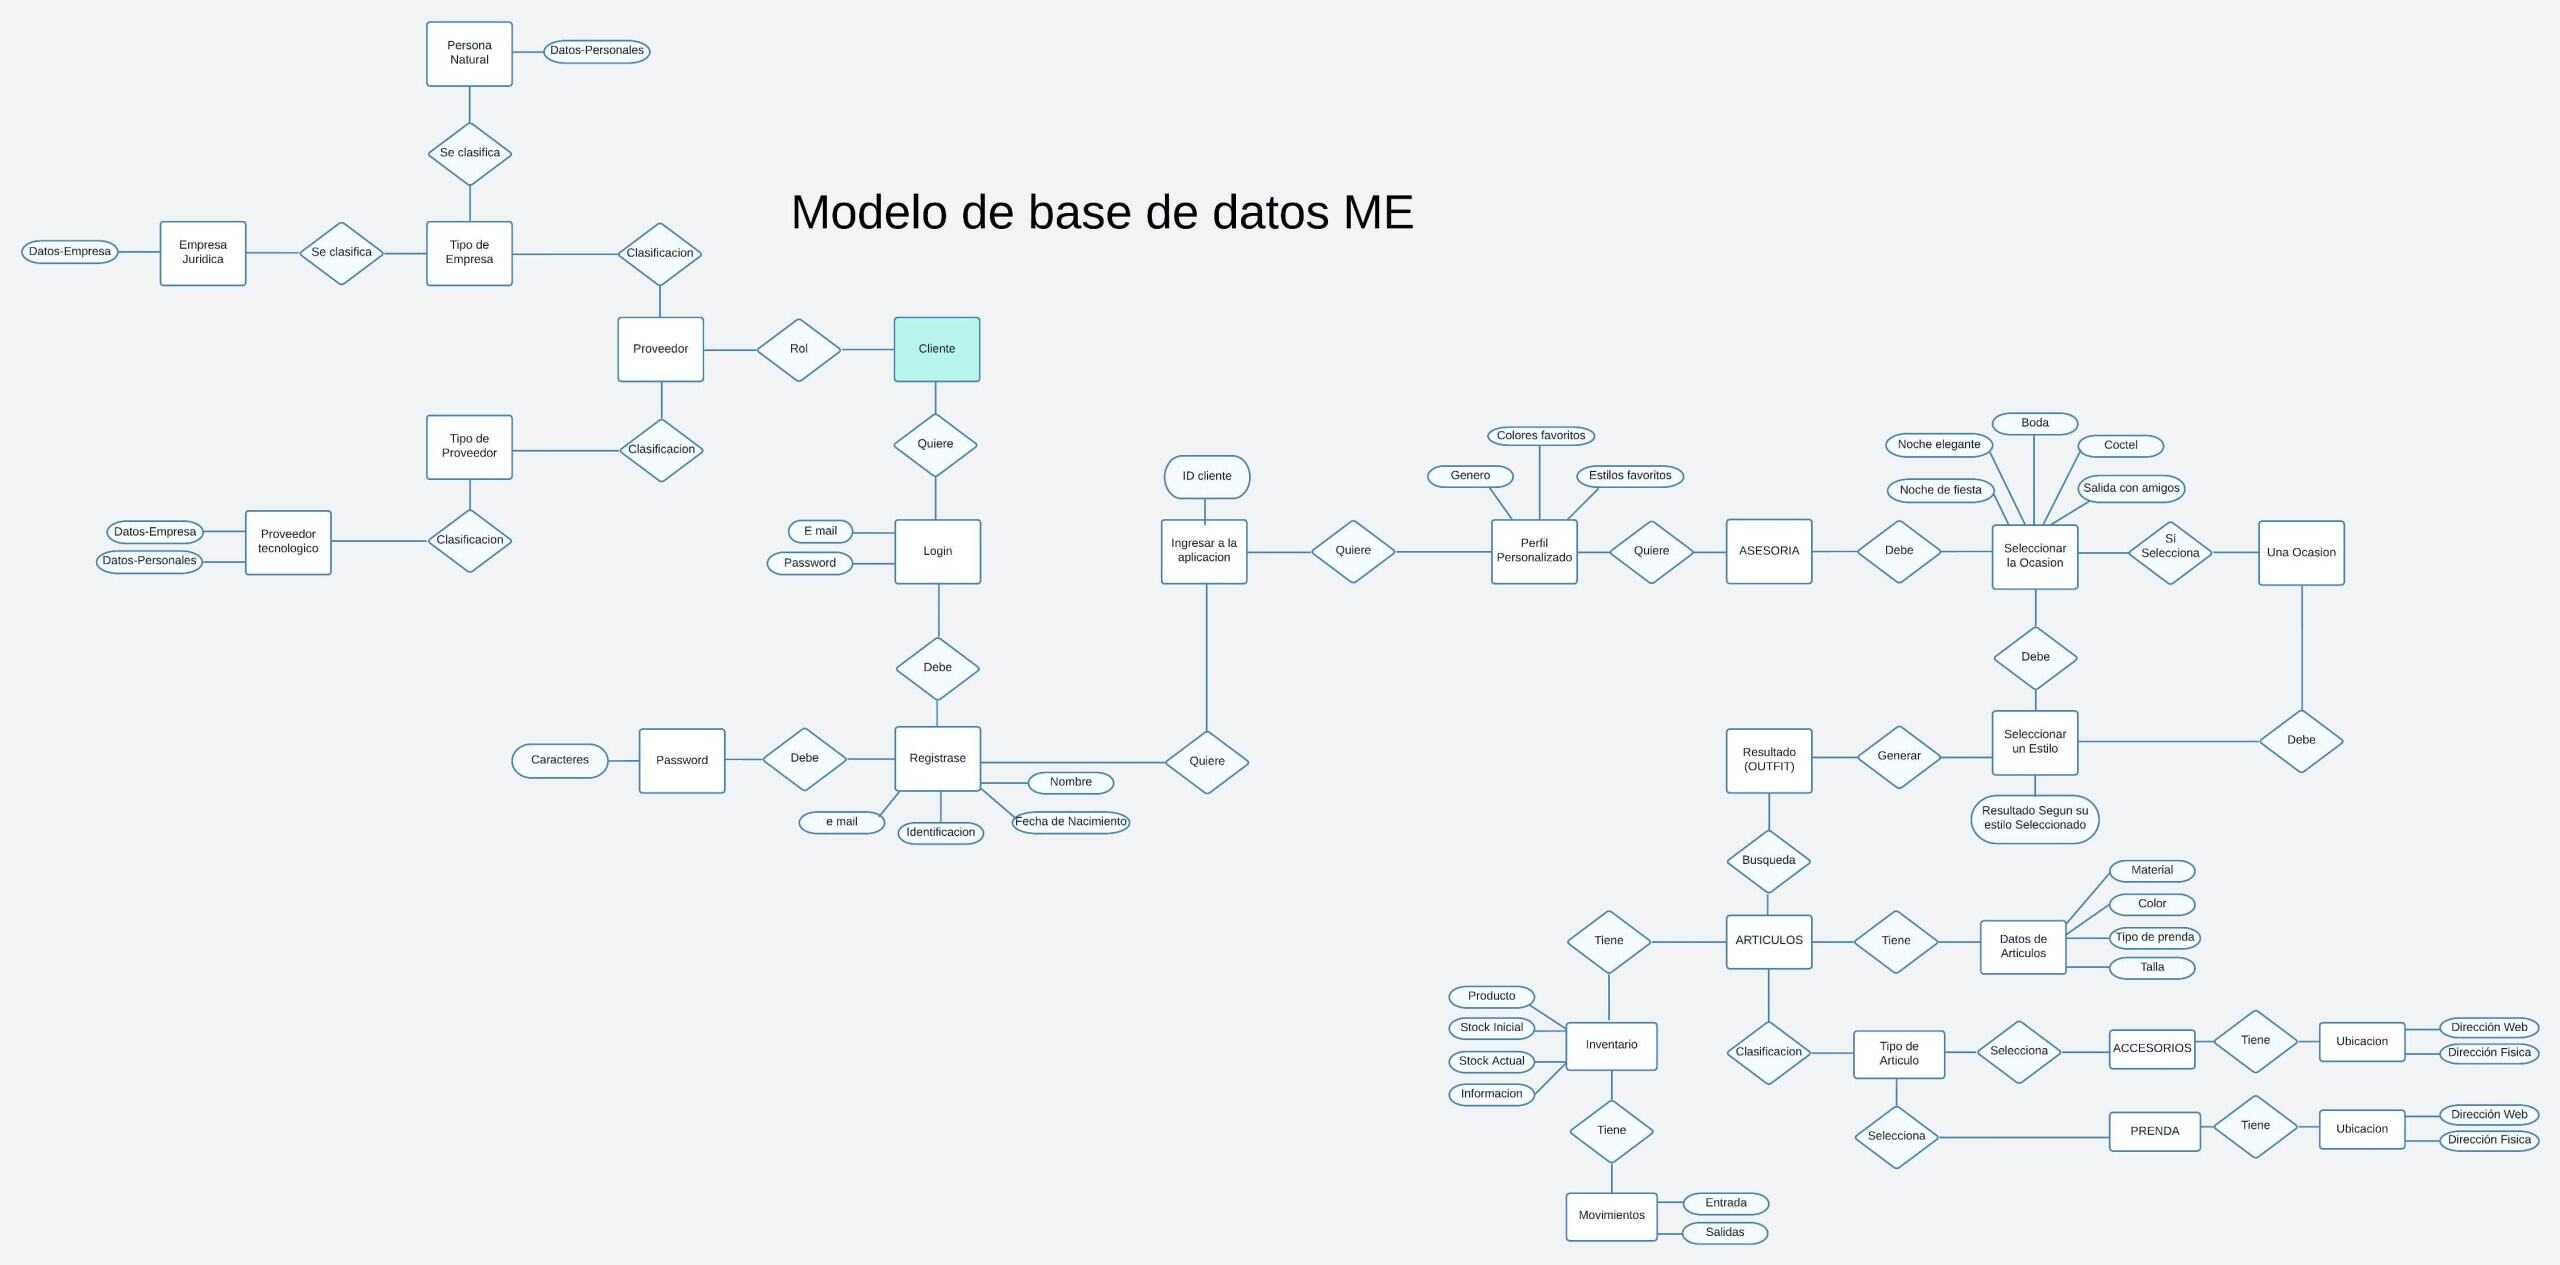 Persona
Natural
Datos-Personales
Se clasifica
Modelo de base de datos ME
Datos-Empresa
Empresa
Juridica
Se clasifica
Tipo de
Empresa
Clasificacion
Proveedor
Rol
Cliente
Tipo de
Proveedor
Clasificacion
Quiere
Datos-Empresa
Datos-Personales
Proveedor
tecnologico
Clasificacion
E mail
Password
Login
Debe
Caracteres
Password
Debe
Registrase
Nombre
e mail
Identificacion
Fecha de Nacimiento
Quiere
ID cliente
Ingresar a la
aplicacion
Quiere
Colores favoritos
Genero
Estilos favoritos
Perfil
Personalizado
Quiere
ASESORIA
Debe
Boda
Noche elegante
Coctel
Noche de fiesta
Salida con amigos
Seleccionar
la Ocasion
Si
Selecciona
Una Ocasion
Debe
Debe
Resultado
(OUTFIT)
Generar
Seleccionar
un Estilo
Resultado Segun su
estilo Seleccionado
Busqueda
Tiene
ARTICULOS
Tiene
Datos de
Articulos
Material
Color
Tipo de prenda
Talla
Producto
Stock Inicial
Stock Actual
Informacion
Inventario
Clasificacion
Tipo de
Articulo
Selecciona
ACCESORIOS
Tiene
Ubicacion
Dirección Web
Dirección Fisica
Tiene
Selecciona
PRENDA
Tiene
Ubicacion
Dirección Web
Dirección Fisica
Movimientos
Entrada
Salidas